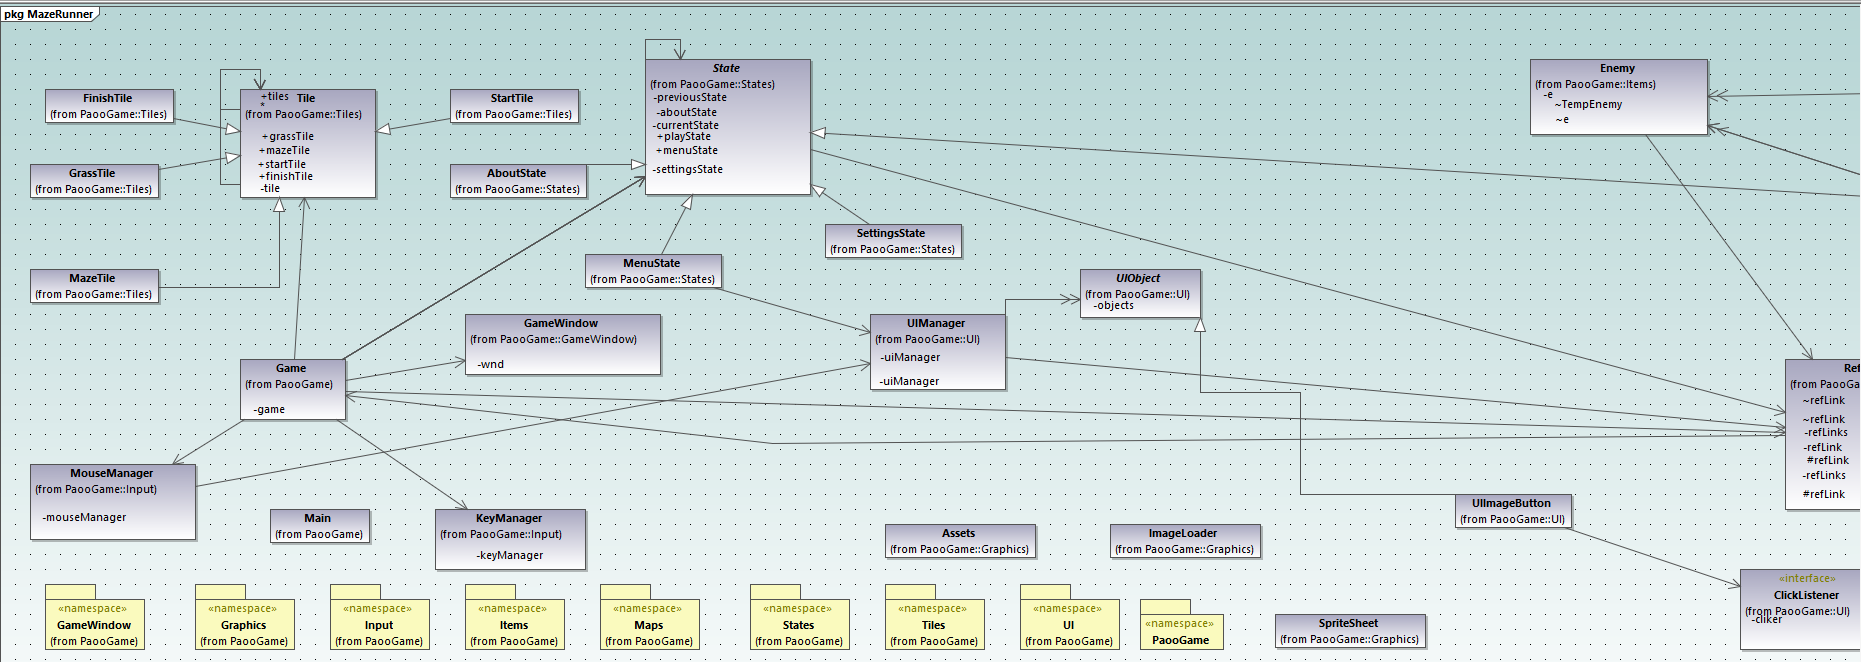 pkg MazeRunner
FinishTile
(from PaooGame::Tiles)
+tiles
*
Tile
(from PaooGame::Tiles)
+grassTile
+mazeTile
+startTile
+finishTile
-tile
StartTile
(from PaooGame::Tiles)
State
(from PaooGame::States)
-previousState
-aboutState
-currentState
+playState
+menuState
-settingsState
Enemy
(from PaooGame::Items)
-e
~TempEnemy
~e
GrassTile
(from PaooGame::Tiles)
AboutState
(from PaooGame::States)
SettingsState
(from PaooGame::States)
MazeTile
(from PaooGame::Tiles)
MenuState
(from PaooGame::States)
UIObject
(from PaooGame::UI)
-objects
GameWindow
(from PaooGame::GameWindow)
-wnd
UIManager
(from PaooGame::UI)
-uiManager
-uiManager
Game
(from PaooGame)
-game
Ref
(from PaooGa
~refLink
~refLink
-refLinks
-refLink
#refLink
-refLinks
#refLink
MouseManager
(from PaooGame::Input)
-mouseManager
Main
(from PaooGame)
KeyManager
(from PaooGame::Input)
-keyManager
Assets
(from PaooGame::Graphics)
ImageLoader
(from PaooGame::Graphics)
UIImageButton
(from PaooGame::UI)
«interface»
ClickListener
(from PaooGame::UI)
-cliker
«namespace»
GameWindow
(from PaooGame)
«namespace»
Graphics
(from PaooGame)
«namespace»
Input
(from PaooGame)
«namespace»
Items
(from PaooGame)
«namespace»
Maps
(from PaooGame)
«namespace»
States
(from PaooGame)
«namespace»
Tiles
(from PaooGame)
«namespace»
UI
(from PaooGame)
«namespace»
PaooGame
SpriteSheet
(from PaooGame::Graphics)